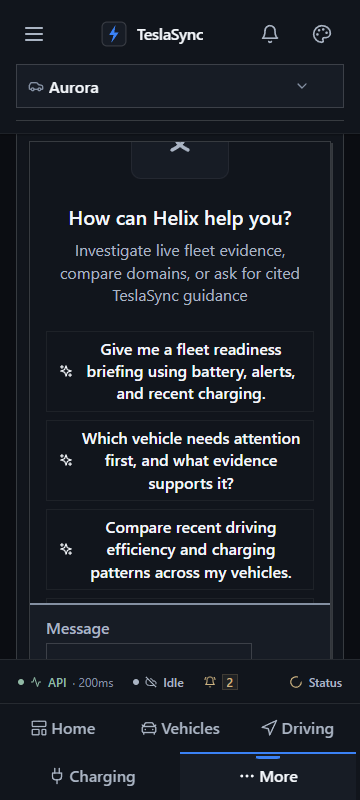 TeslaSync
Aurora
How can Helix help you?
Investigate live fleet evidence,
compare domains, or ask for cited
TeslaSync guidance
Give me a fleet readiness
briefing using battery, alerts,
and recent charging.
Which vehicle needs attention
first, and what evidence
supports it?
Compare recent driving
efficiency and charging
patterns across my vehicles.
Message
API · 200ms Idle 2 Status
Home Vehicles Driving
Charging More